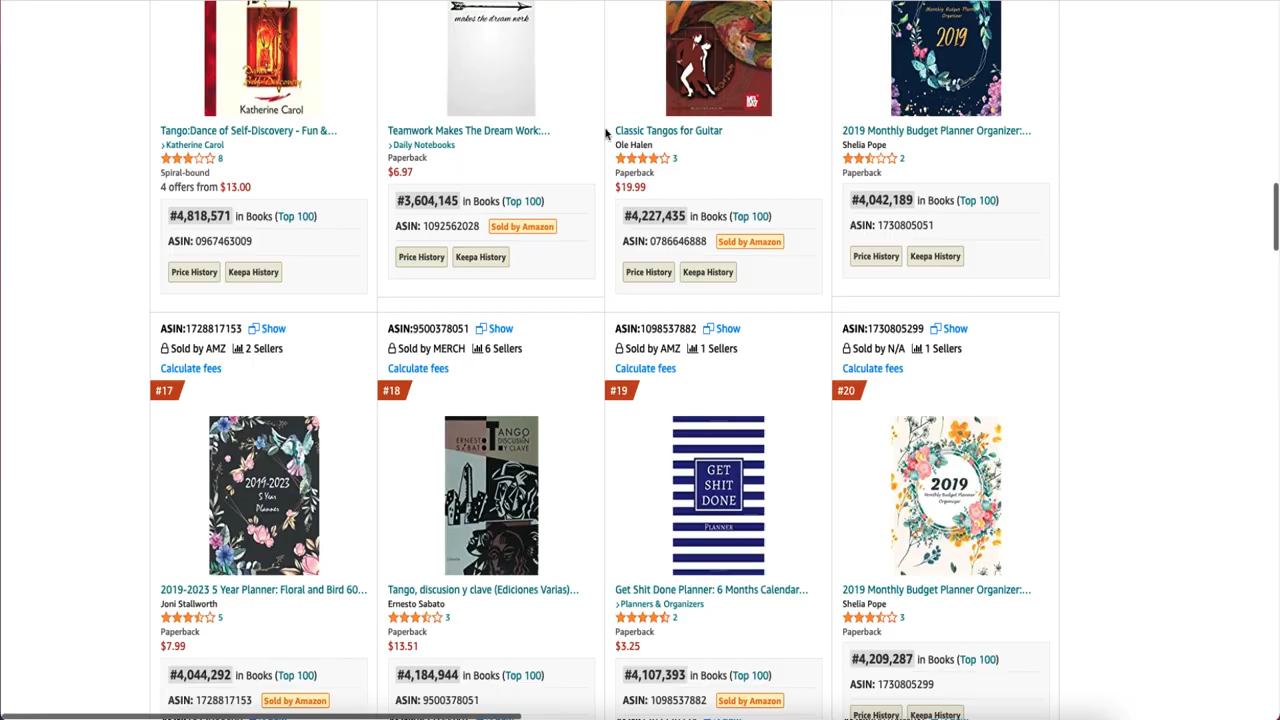 makes the dream work
Monthly Budget Planner
Organizer
2019
Dance of
Self-Discovery
Katherine Carol
MEL BAY
Tango:Dance of Self-Discovery - Fun &...
›Katherine Carol
8
Spiral-bound
4 offers from $13.00
#4,818,571 in Books (Top 100)
ASIN: 0967463009
Price History Keepa History
Teamwork Makes The Dream Work:...
›Daily Notebooks
Paperback
$6.97
#3,604,145 in Books (Top 100)
ASIN: 1092562028 Sold by Amazon
Price History Keepa History
Classic Tangos for Guitar
Ole Halen
3
Paperback
$19.99
#4,227,435 in Books (Top 100)
ASIN: 0786646888 Sold by Amazon
Price History Keepa History
2019 Monthly Budget Planner Organizer:...
Shelia Pope
2
Paperback
#4,042,189 in Books (Top 100)
ASIN: 1730805051
Price History Keepa History
ASIN:1728817153 Show
Sold by AMZ 2 Sellers
Calculate fees
#17
2019-2023
5 Year
Planner
2019-2023 5 Year Planner: Floral and Bird 60...
Joni Stallworth
5
Paperback
$7.99
#4,044,292 in Books (Top 100)
ASIN: 1728817153 Sold by Amazon
ASIN:9500378051 Show
Sold by MERCH 6 Sellers
Calculate fees
#18
ERNESTO
SÁBATO
TANGO
DISCUSIÓN
Y CLAVE
Tango, discusion y clave (Ediciones Varias)...
Ernesto Sabato
3
Paperback
$13.51
#4,184,944 in Books (Top 100)
ASIN: 9500378051
ASIN:1098537882 Show
Sold by AMZ 1 Sellers
Calculate fees
#19
GET
SHIT
DONE
PLANNER
Get Shit Done Planner: 6 Months Calendar...
›Planners & Organizers
2
Paperback
$3.25
#4,107,393 in Books (Top 100)
ASIN: 1098537882 Sold by Amazon
ASIN:1730805299 Show
Sold by N/A 1 Sellers
Calculate fees
#20
2019
Monthly Budget Planner
Organizer
2019 Monthly Budget Planner Organizer:...
Shelia Pope
3
Paperback
#4,209,287 in Books (Top 100)
ASIN: 1730805299
Price History Keepa History